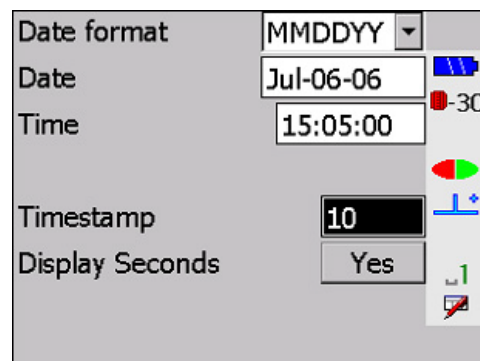 Date format MMDDYY
Date Jul-06-06
-30
Time 15:05:00
Timestamp 10
Display Seconds Yes
1